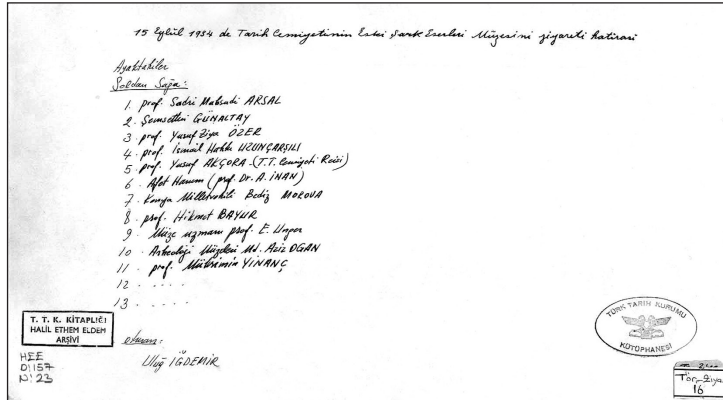 15 Eylül 1934 de Tarih Cemiyetinin Eski Şark Eserleri Müzesini ziyareti hatırası
Ayaktakiler
Soldan Sağa:
1. prof. Sadri Maksudi ARSAL
2. Şemsettin GÜNALTAY
3. prof. Yusuf Ziya ÖZER
4. prof. İsmail Hakkı UZUNÇARŞILI
5. prof. Yusuf AKÇORA (T.T. Cemiyeti Reisi)
6. Afet Hanım (prof. Dr. A. İNAN)
7. Konya Milletvekili Bediz MOROVA
8. prof. Hikmet BAYUR
9. Müze uzmanı prof. E. Unger
10. Arkeoloji Müzeleri Md. Aziz OGAN
11. prof. Mükrimin YİNANÇ
12 . . . . .
13 . . . . .
oturan:
Uluğ İĞDEMİR
T. T. K. KİTAPLIĞI
HALİL ETHEM ELDEM
ARŞİVİ
HEE
D:157
N: 23
TÜRK TARIH KURUMU
KÜTÜPHANESİ
16